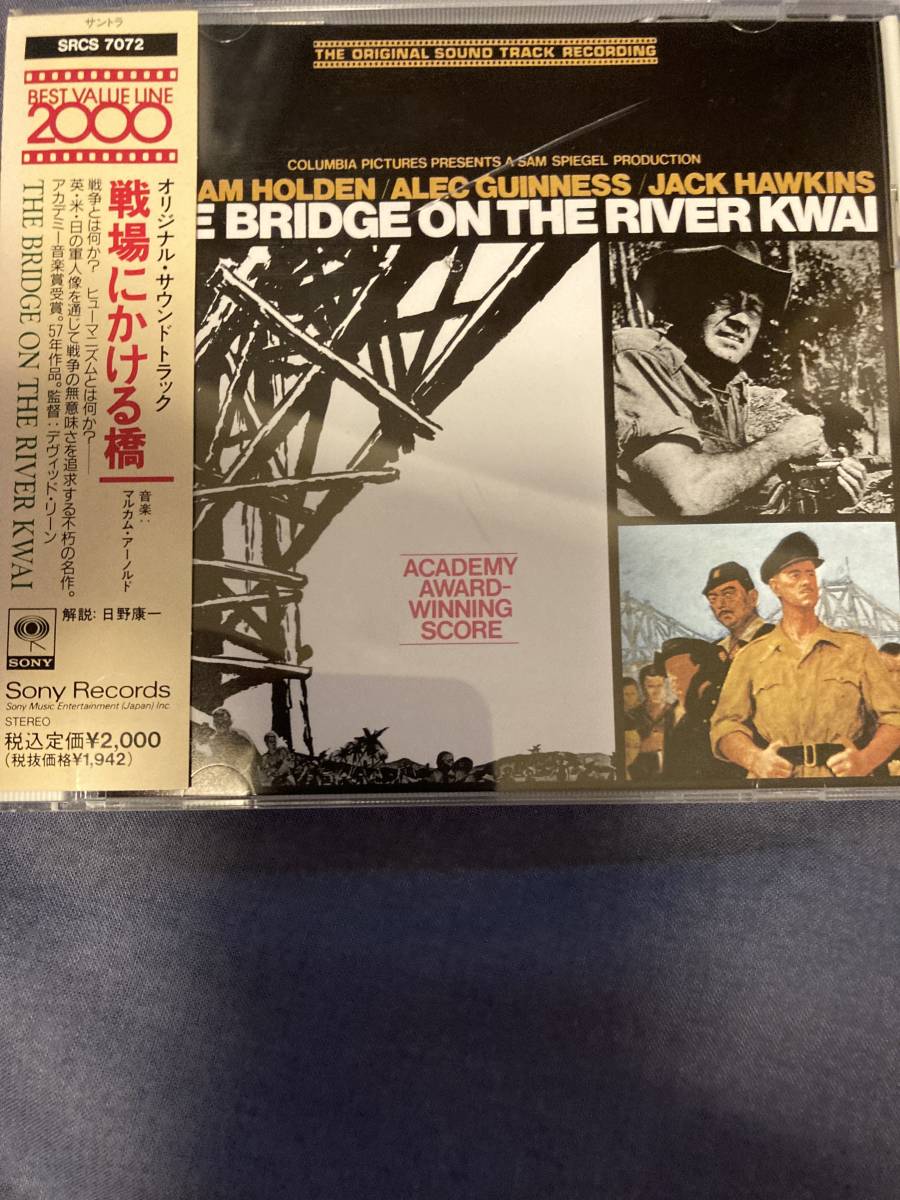 サントラ
SRCS 7072
BEST VALUE LINE
2000
オリジナル・サウンドトラック
戦場にかける橋
音楽:
マルカム・アーノルド
戦争とは何か? ヒューマニズムとは何か?——
英・米・日の軍人像を通じて戦争の無意味さを追求する不朽の名作。
アカデミー音楽賞受賞。57年作品。監督:デヴィッド・リーン
THE BRIDGE ON THE RIVER KWAI
解説: 日野康一
SONY
Sony Records
Sony Music Entertainment (Japan) Inc.
STEREO
税込定価¥2,000
(税抜価格¥1,942)
THE ORIGINAL SOUND TRACK RECORDING
COLUMBIA PICTURES PRESENTS A SAM SPIEGEL PRODUCTION
AM HOLDEN / ALEC GUINNESS / JACK HAWKINS
E BRIDGE ON THE RIVER KWAI
ACADEMY
AWARD-
WINNING
SCORE